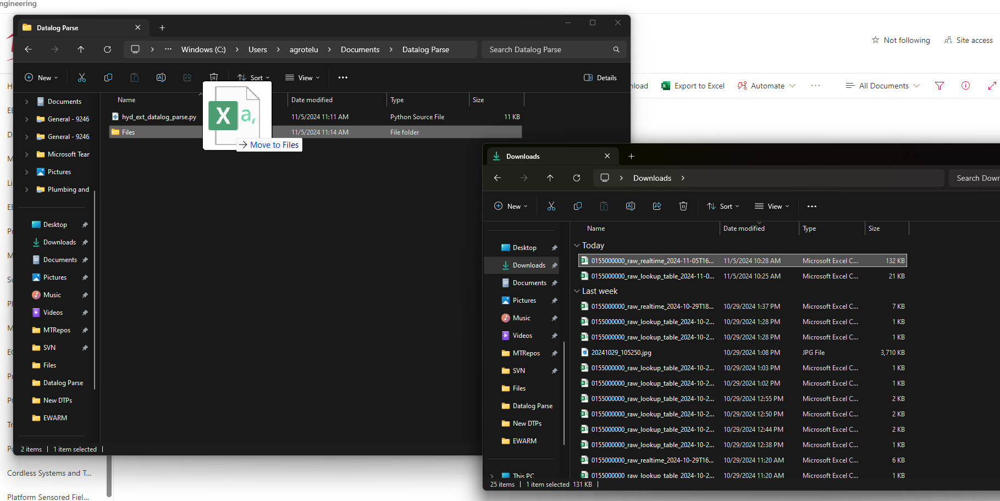 ngineering
Datalog Parse
Windows (C:) Users agrotelu Documents Datalog Parse
Search Datalog Parse
New Sort View
Details
Name Date modified Type Size
hyd_ext_datalog_parse.py 11/5/2024 11:11 AM Python Source File 11 KB
Files 11/5/2024 11:14 AM File folder
X a,
→ Move to Files
Documents
General - 9246
General - 9246
Microsoft Tean
Pictures
Plumbing and
Desktop
Downloads
Documents
Pictures
Music
Videos
MTRepos
SVN
Files
Datalog Parse
New DTPs
EWARM
2 items 1 item selected
Not following
Site access
nload
Export to Excel
Automate
All Documents
Downloads
Downloads
Search Down
New Sort View
Name Date modified Type Size
Desktop
Downloads
Documents
Pictures
Music
Videos
MTRepos
SVN
Files
Datalog Parse
New DTPs
EWARM
This PC
Today
0155000000_raw_realtime_2024-11-05T16... 11/5/2024 10:28 AM Microsoft Excel C... 132 KB
0155000000_raw_lookup_table_2024-11-0... 11/5/2024 10:25 AM Microsoft Excel C... 21 KB
Last week
0155000000_raw_realtime_2024-10-29T18... 10/29/2024 1:37 PM Microsoft Excel C... 7 KB
0155000000_raw_lookup_table_2024-10-2... 10/29/2024 1:28 PM Microsoft Excel C... 1 KB
0155000000_raw_lookup_table_2024-10-2... 10/29/2024 1:28 PM Microsoft Excel C... 1 KB
20241029_105250.jpg 10/29/2024 1:08 PM JPG File 3,710 KB
0155000000_raw_lookup_table_2024-10-2... 10/29/2024 1:03 PM Microsoft Excel C... 1 KB
0155000000_raw_lookup_table_2024-10-2... 10/29/2024 1:02 PM Microsoft Excel C... 1 KB
0155000000_raw_lookup_table_2024-10-2... 10/29/2024 12:55 PM Microsoft Excel C... 2 KB
0155000000_raw_lookup_table_2024-10-2... 10/29/2024 12:50 PM Microsoft Excel C... 2 KB
0155000000_raw_lookup_table_2024-10-2... 10/29/2024 12:44 PM Microsoft Excel C... 2 KB
0155000000_raw_lookup_table_2024-10-2... 10/29/2024 12:38 PM Microsoft Excel C... 1 KB
0155000000_raw_realtime_2024-10-29T16... 10/29/2024 11:20 AM Microsoft Excel C... 6 KB
0155000000_raw_lookup_table_2024-10-2... 10/29/2024 11:20 AM Microsoft Excel C... 1 KB
25 items 1 item selected 131 KB
Cordless Systems and T...
Platform Sensored Fiel...